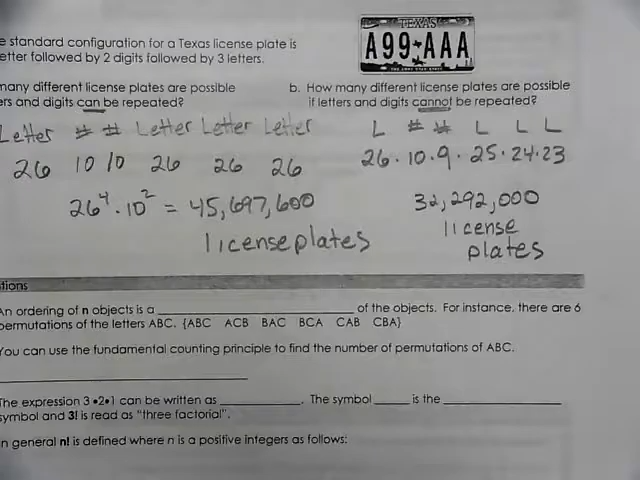 TEXAS
A99 AAA
e standard configuration for a Texas license plate is
etter followed by 2 digits followed by 3 letters.
many different license plates are possible
ers and digits can be repeated?
Letter # # Letter Letter Letter
26 10 10 26 26 26
26⁴ · 10² = 45,697,600
license plates
b. How many different license plates are possible
if letters and digits cannot be repeated?
L # # L L L
26 · 10 · 9 · 25 · 24 · 23
32,292,000
license
plates
tions
An ordering of n objects is a ____ of the objects. For instance, there are 6
permutations of the letters ABC. {ABC ACB BAC BCA CAB CBA}
You can use the fundamental counting principle to find the number of permutations of ABC.
The expression 3•2•1 can be written as ____. The symbol ____ is the ____
symbol and 3! is read as "three factorial".
n general n! is defined where n is a positive integers as follows: